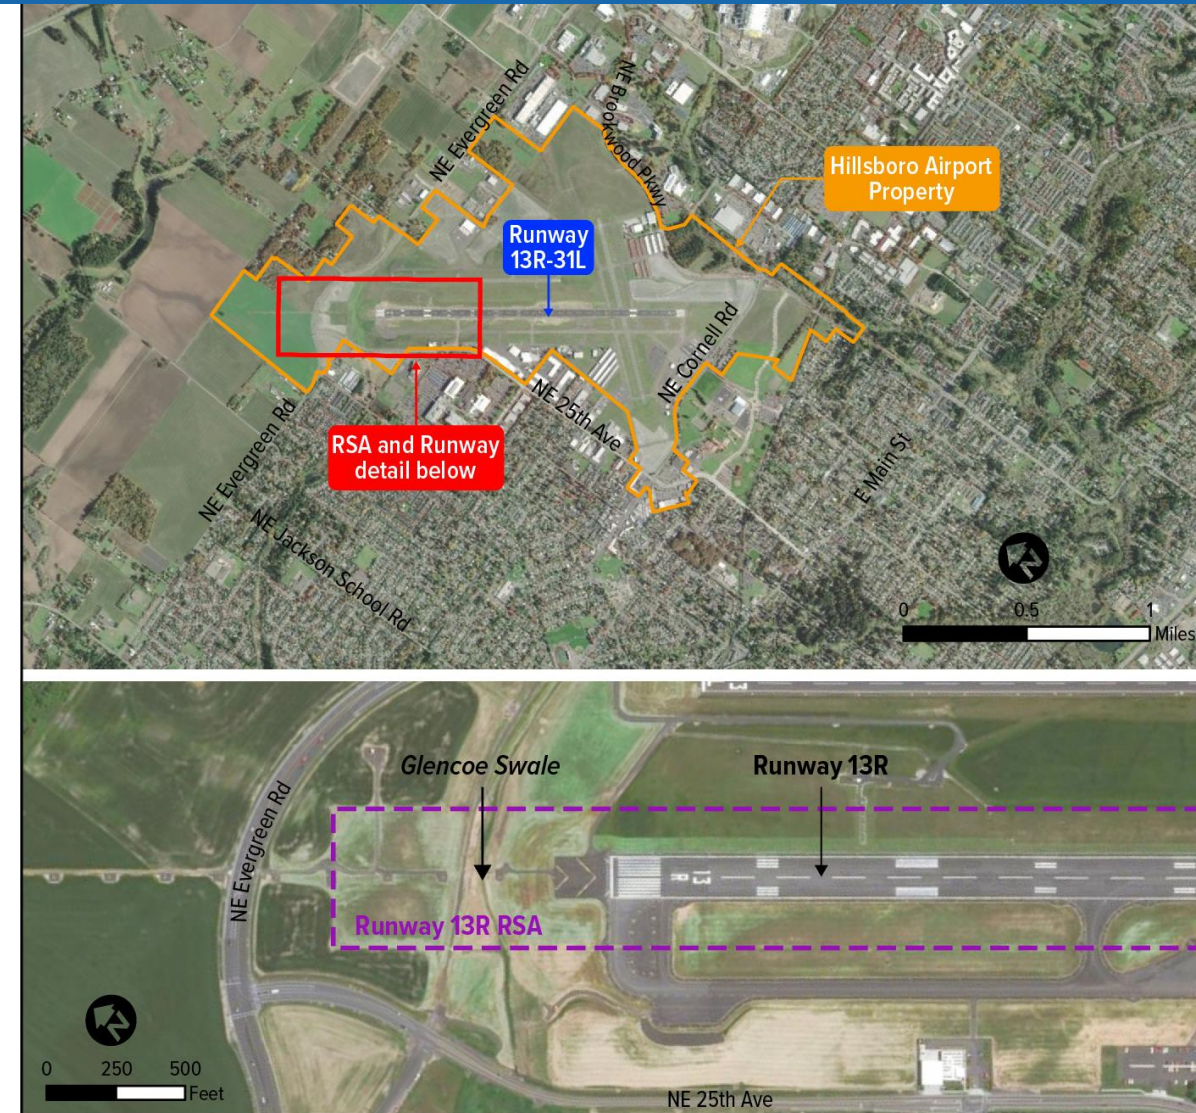 NE Evergreen Rd
NE Brookwood Pkwy
Hillsboro Airport
Property
Runway
13R-31L
NE Cornell Rd
NE 25th Ave
RSA and Runway
detail below
NE Evergreen Rd
NE Jackson School Rd
E Main St
N
0 0.5 1
Miles
Glencoe Swale
Runway 13R
NE Evergreen Rd
13
R
Runway 13R RSA
N
0 250 500
Feet
NE 25th Ave